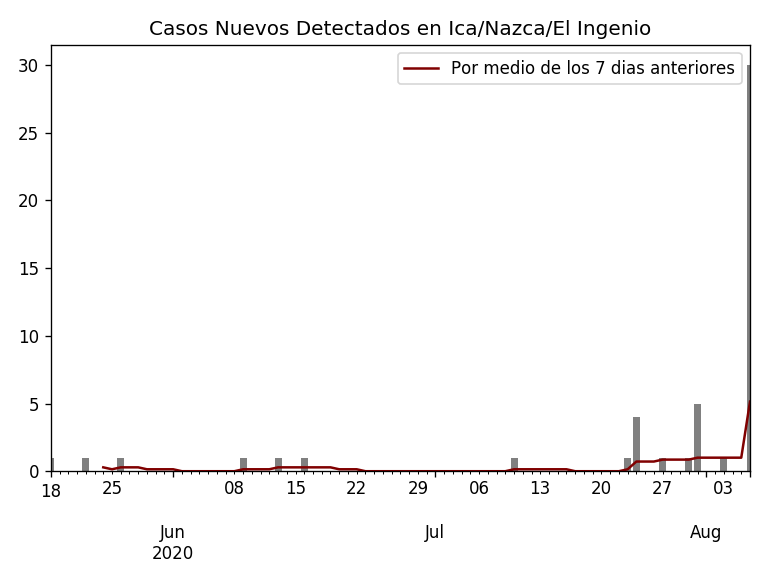 Casos Nuevos Detectados en Ica/Nazca/El Ingenio
Por medio de los 7 dias anteriores
30
25
20
15
10
5
0
18 25 08 15 22 29 06 13 20 27 03
Jun Jul Aug
2020